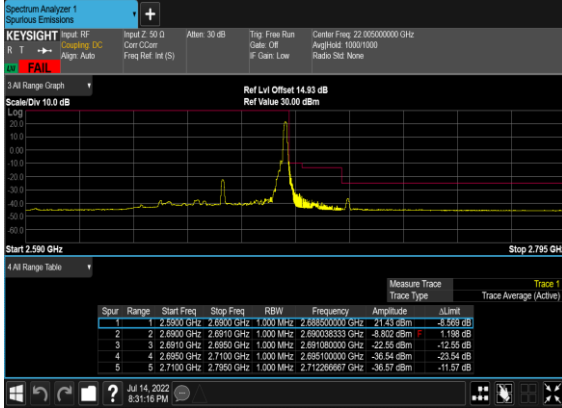 Spectrum Analyzer 1
Spurious Emissions
KEYSIGHT
R T
LV FAIL
Input: RF
Coupling: DC
Align: Auto
Input Z: 50 Ω
Corr CCorr
Freq Ref: Int (S)
Atten: 30 dB
Trig: Free Run
Gate: Off
IF Gain: Low
Center Freq: 22.005000000 GHz
Avg|Hold: 1000/1000
Radio Std: None
3 All Range Graph
Scale/Div 10.0 dB
Ref Lvl Offset 14.93 dB
Ref Value 30.00 dBm
Log
20.0
10.0
0.00
-10.0
-20.0
-30.0
-40.0
-50.0
-60.0
Start 2.590 GHz
Stop 2.795 GHz
4 All Range Table
Measure Trace Trace 1
Trace Type Trace Average (Active)
Spur Range Start Freq Stop Freq RBW Frequency Amplitude ΔLimit
1 1 2.5900 GHz 2.6900 GHz 1.000 MHz 2.688500000 GHz 21.43 dBm -8.569 dB
2 2 2.6900 GHz 2.6910 GHz 1.000 MHz 2.690038333 GHz -8.802 dBm F 1.198 dB
3 3 2.6910 GHz 2.6950 GHz 1.000 MHz 2.691080000 GHz -22.55 dBm -12.55 dB
4 4 2.6950 GHz 2.7100 GHz 1.000 MHz 2.695100000 GHz -36.54 dBm -23.54 dB
5 5 2.7100 GHz 2.7950 GHz 1.000 MHz 2.712266667 GHz -36.57 dBm -11.57 dB
?
Jul 14, 2022
8:31:16 PM